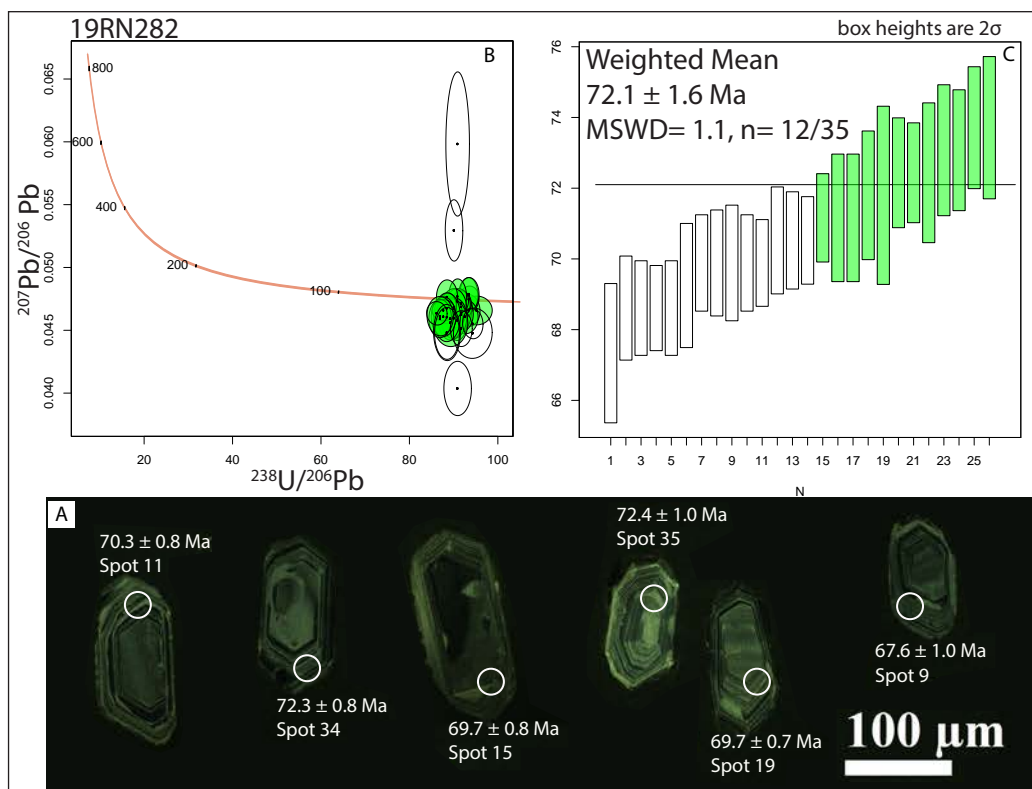 19RN282
box heights are 2σ
B
0.065
0.060
0.055
0.050
0.045
0.040
207Pb/206 Pb
800
600
400
200
100
20
40
60
80
100
238U/206Pb
C
Weighted Mean
72.1 ± 1.6 Ma
MSWD= 1.1, n= 12/35
76
74
72
70
68
66
1 3 5 7 9 11 13 15 17 19 21 23 25
N
A
70.3 ± 0.8 Ma
Spot 11
72.3 ± 0.8 Ma
Spot 34
69.7 ± 0.8 Ma
Spot 15
72.4 ± 1.0 Ma
Spot 35
69.7 ± 0.7 Ma
Spot 19
67.6 ± 1.0 Ma
Spot 9
100 µm